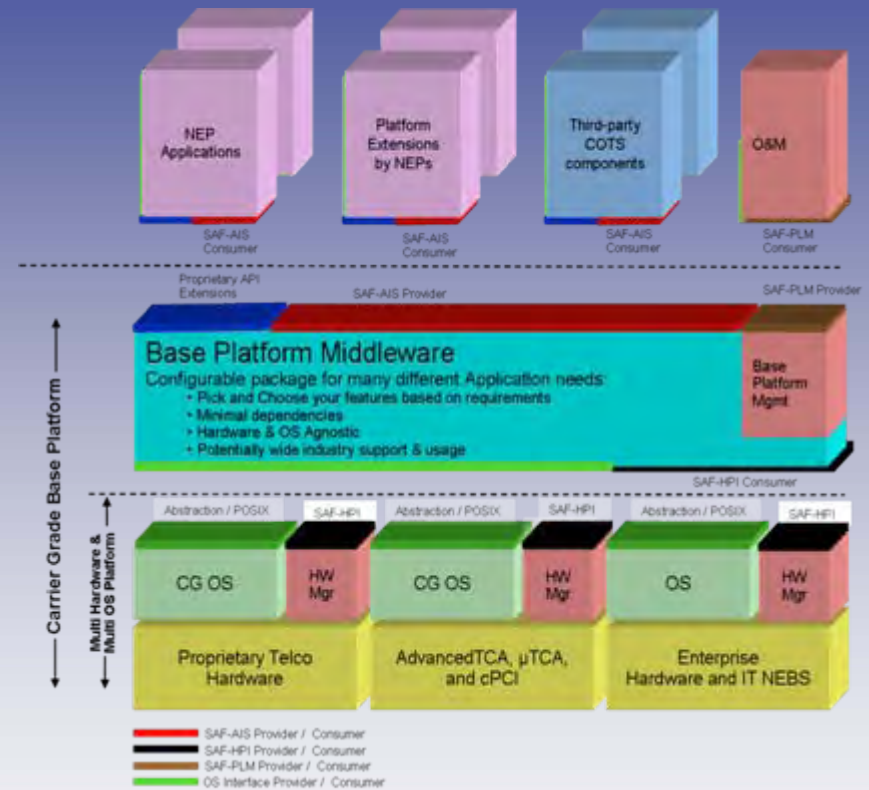 NEP
Applications
Platform
Extensions
by NEPs
Third-party
COTS
components
O&M
SAF-AIS
Consumer
SAF-AIS
Consumer
SAF-AIS
Consumer
SAF-PLM
Consumer
Proprietary API
Extensions
SAF-AIS Provider
SAF-PLM Provider
Base Platform Middleware
Configurable package for many different Application needs:
• Pick and Choose your features based on requirements
• Minimal dependencies
• Hardware & OS Agnostic
• Potentially wide industry support & usage
Base
Platform
Mgmt
SAF-HPI Consumer
Carrier Grade Base Platform
Multi Hardware &
Multi OS Platform
Abstraction / POSIX
SAF-HPI
Abstraction / POSIX
SAF-HPI
Abstraction / POSIX
SAF-HPI
CG OS
HW
Mgr
CG OS
HW
Mgr
OS
HW
Mgr
Proprietary Telco
Hardware
AdvancedTCA, µTCA,
and cPCI
Enterprise
Hardware and IT NEBS
SAF-AIS Provider / Consumer
SAF-HPI Provider / Consumer
SAF-PLM Provider / Consumer
OS Interface Provider / Consumer